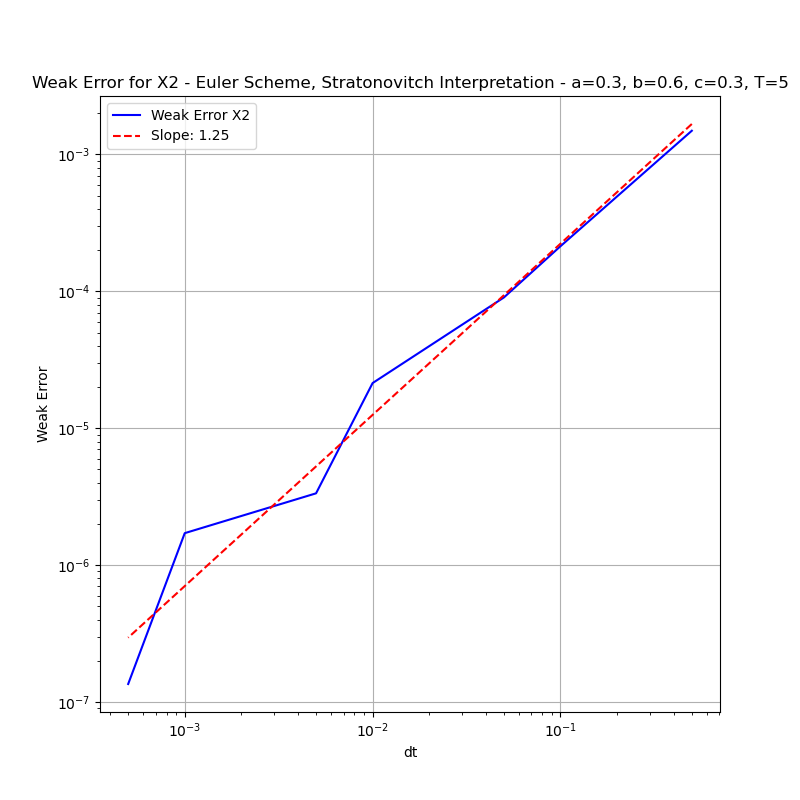 Weak Error for X2 - Euler Scheme, Stratonovitch Interpretation - a=0.3, b=0.6, c=0.3, T=5
Weak Error X2
Slope: 1.25
10⁻³
10⁻⁴
10⁻⁵
10⁻⁶
10⁻⁷
Weak Error
10⁻³ 10⁻² 10⁻¹
dt